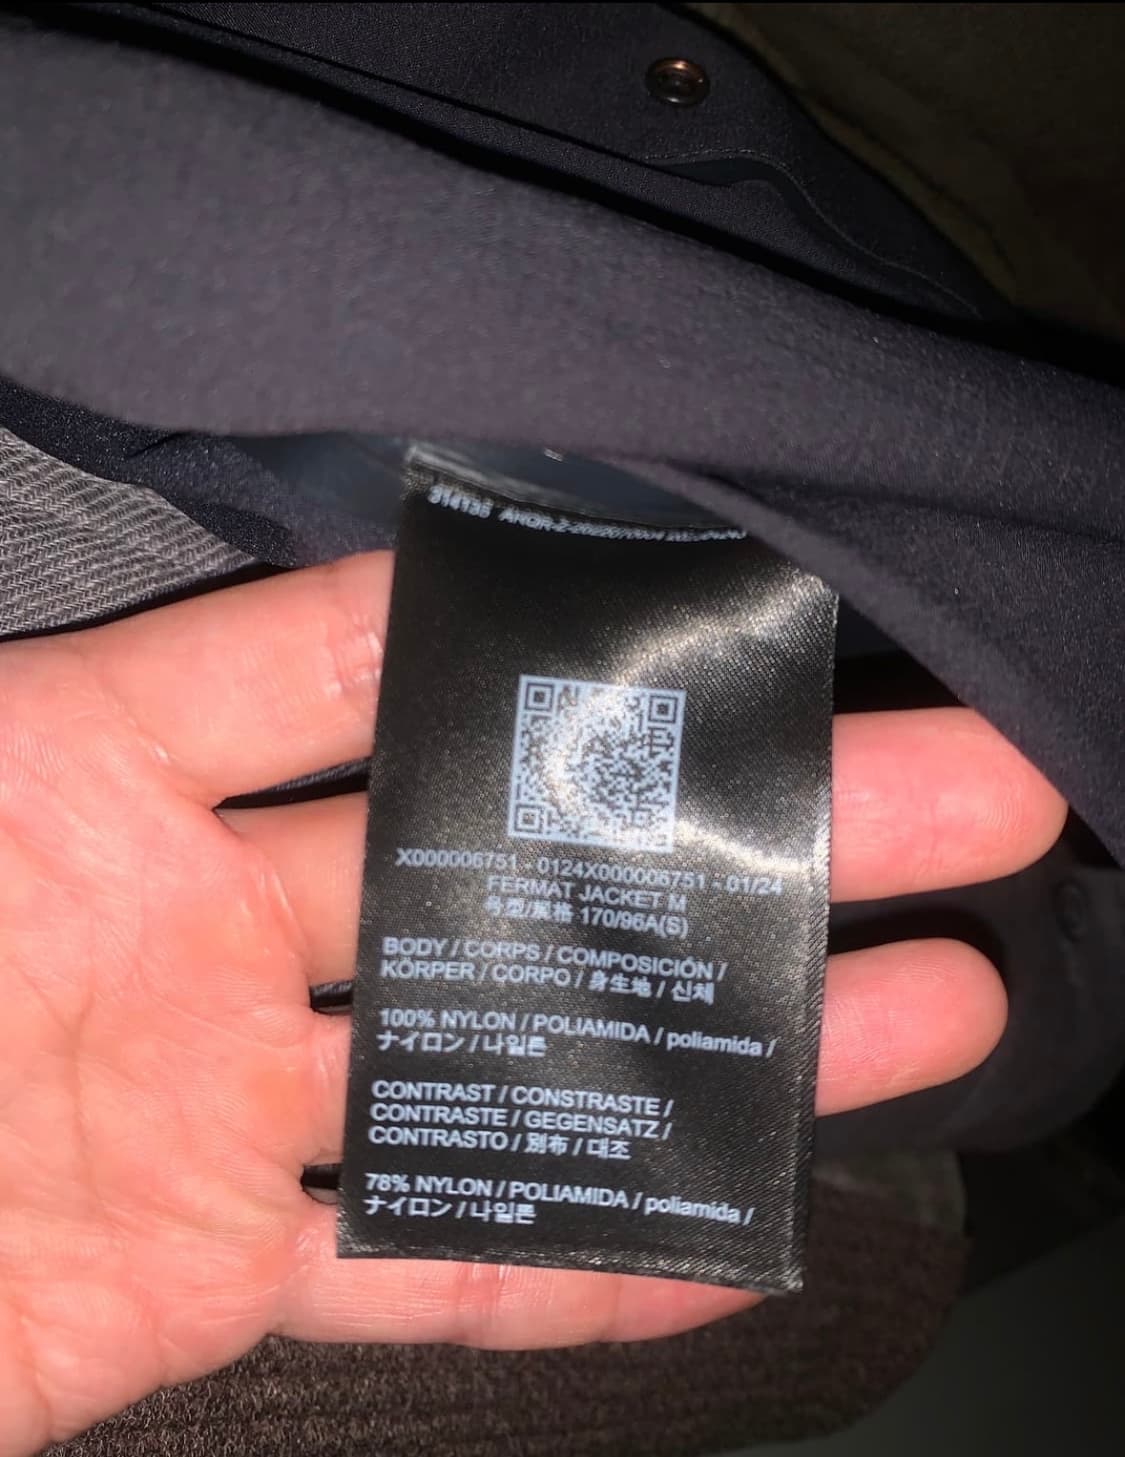 X000006751 - 0124X000006751 - 01/24
FERMAT JACKET M
号型/规格 170/96A(S)
BODY / CORPS / COMPOSICIÓN /
KÖRPER / CORPO / 身生地 / 신체
100% NYLON / POLIAMIDA / poliamida /
ナイロン / 나일론
CONTRAST / CONSTRASTE /
CONTRASTE / GEGENSATZ /
CONTRASTO / 別布 / 대조
78% NYLON / POLIAMIDA / poliamida /
ナイロン / 나일론